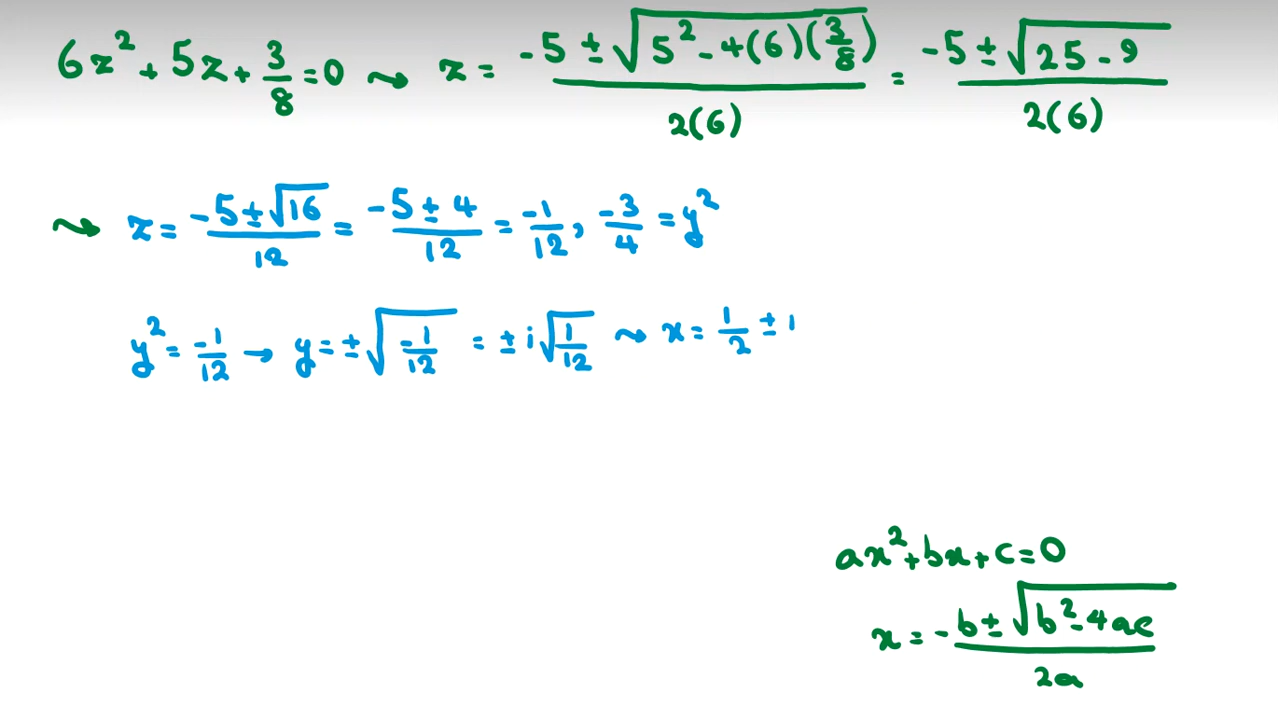 6z² + 5z + 3/8 = 0 ⇝ z = (-5 ± √(5² - 4(6)(3/8)))/(2(6)) = (-5 ± √(25 - 9))/(2(6))
⇝ z = (-5 ± √16)/12 = (-5 ± 4)/12 = -1/12, -3/4 = y²
y² = -1/12 → y = ± √(-1/12) = ± i √(1/12) ⇝ x = 1/2 ±
ax² + bx + c = 0
x = (-b ± √(b² - 4ac))/(2a)